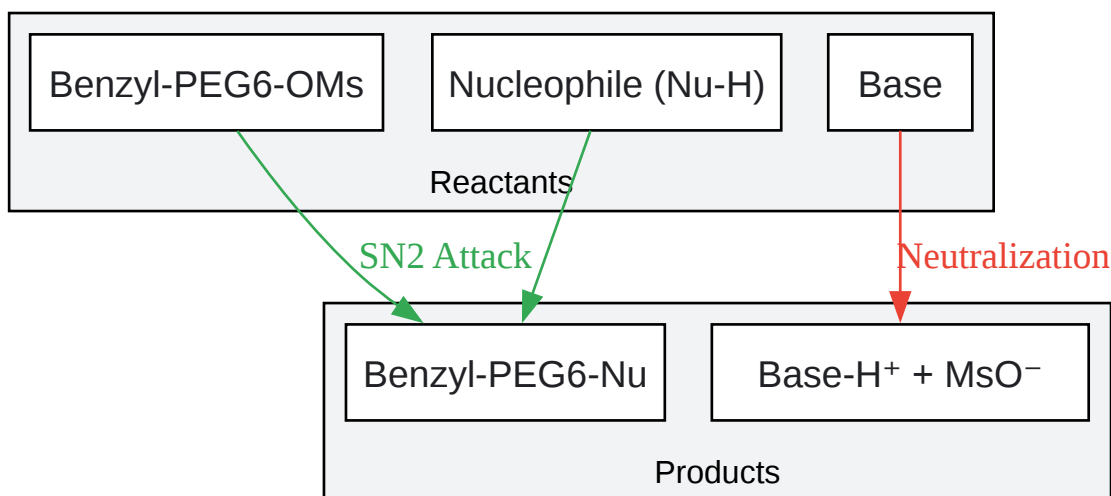 Benzyl-PEG6-OMs
Nucleophile (Nu-H)
Base
Reactants
SN2 Attack
Neutralization
Benzyl-PEG6-Nu
Base-H⁺ + MsO⁻
Products